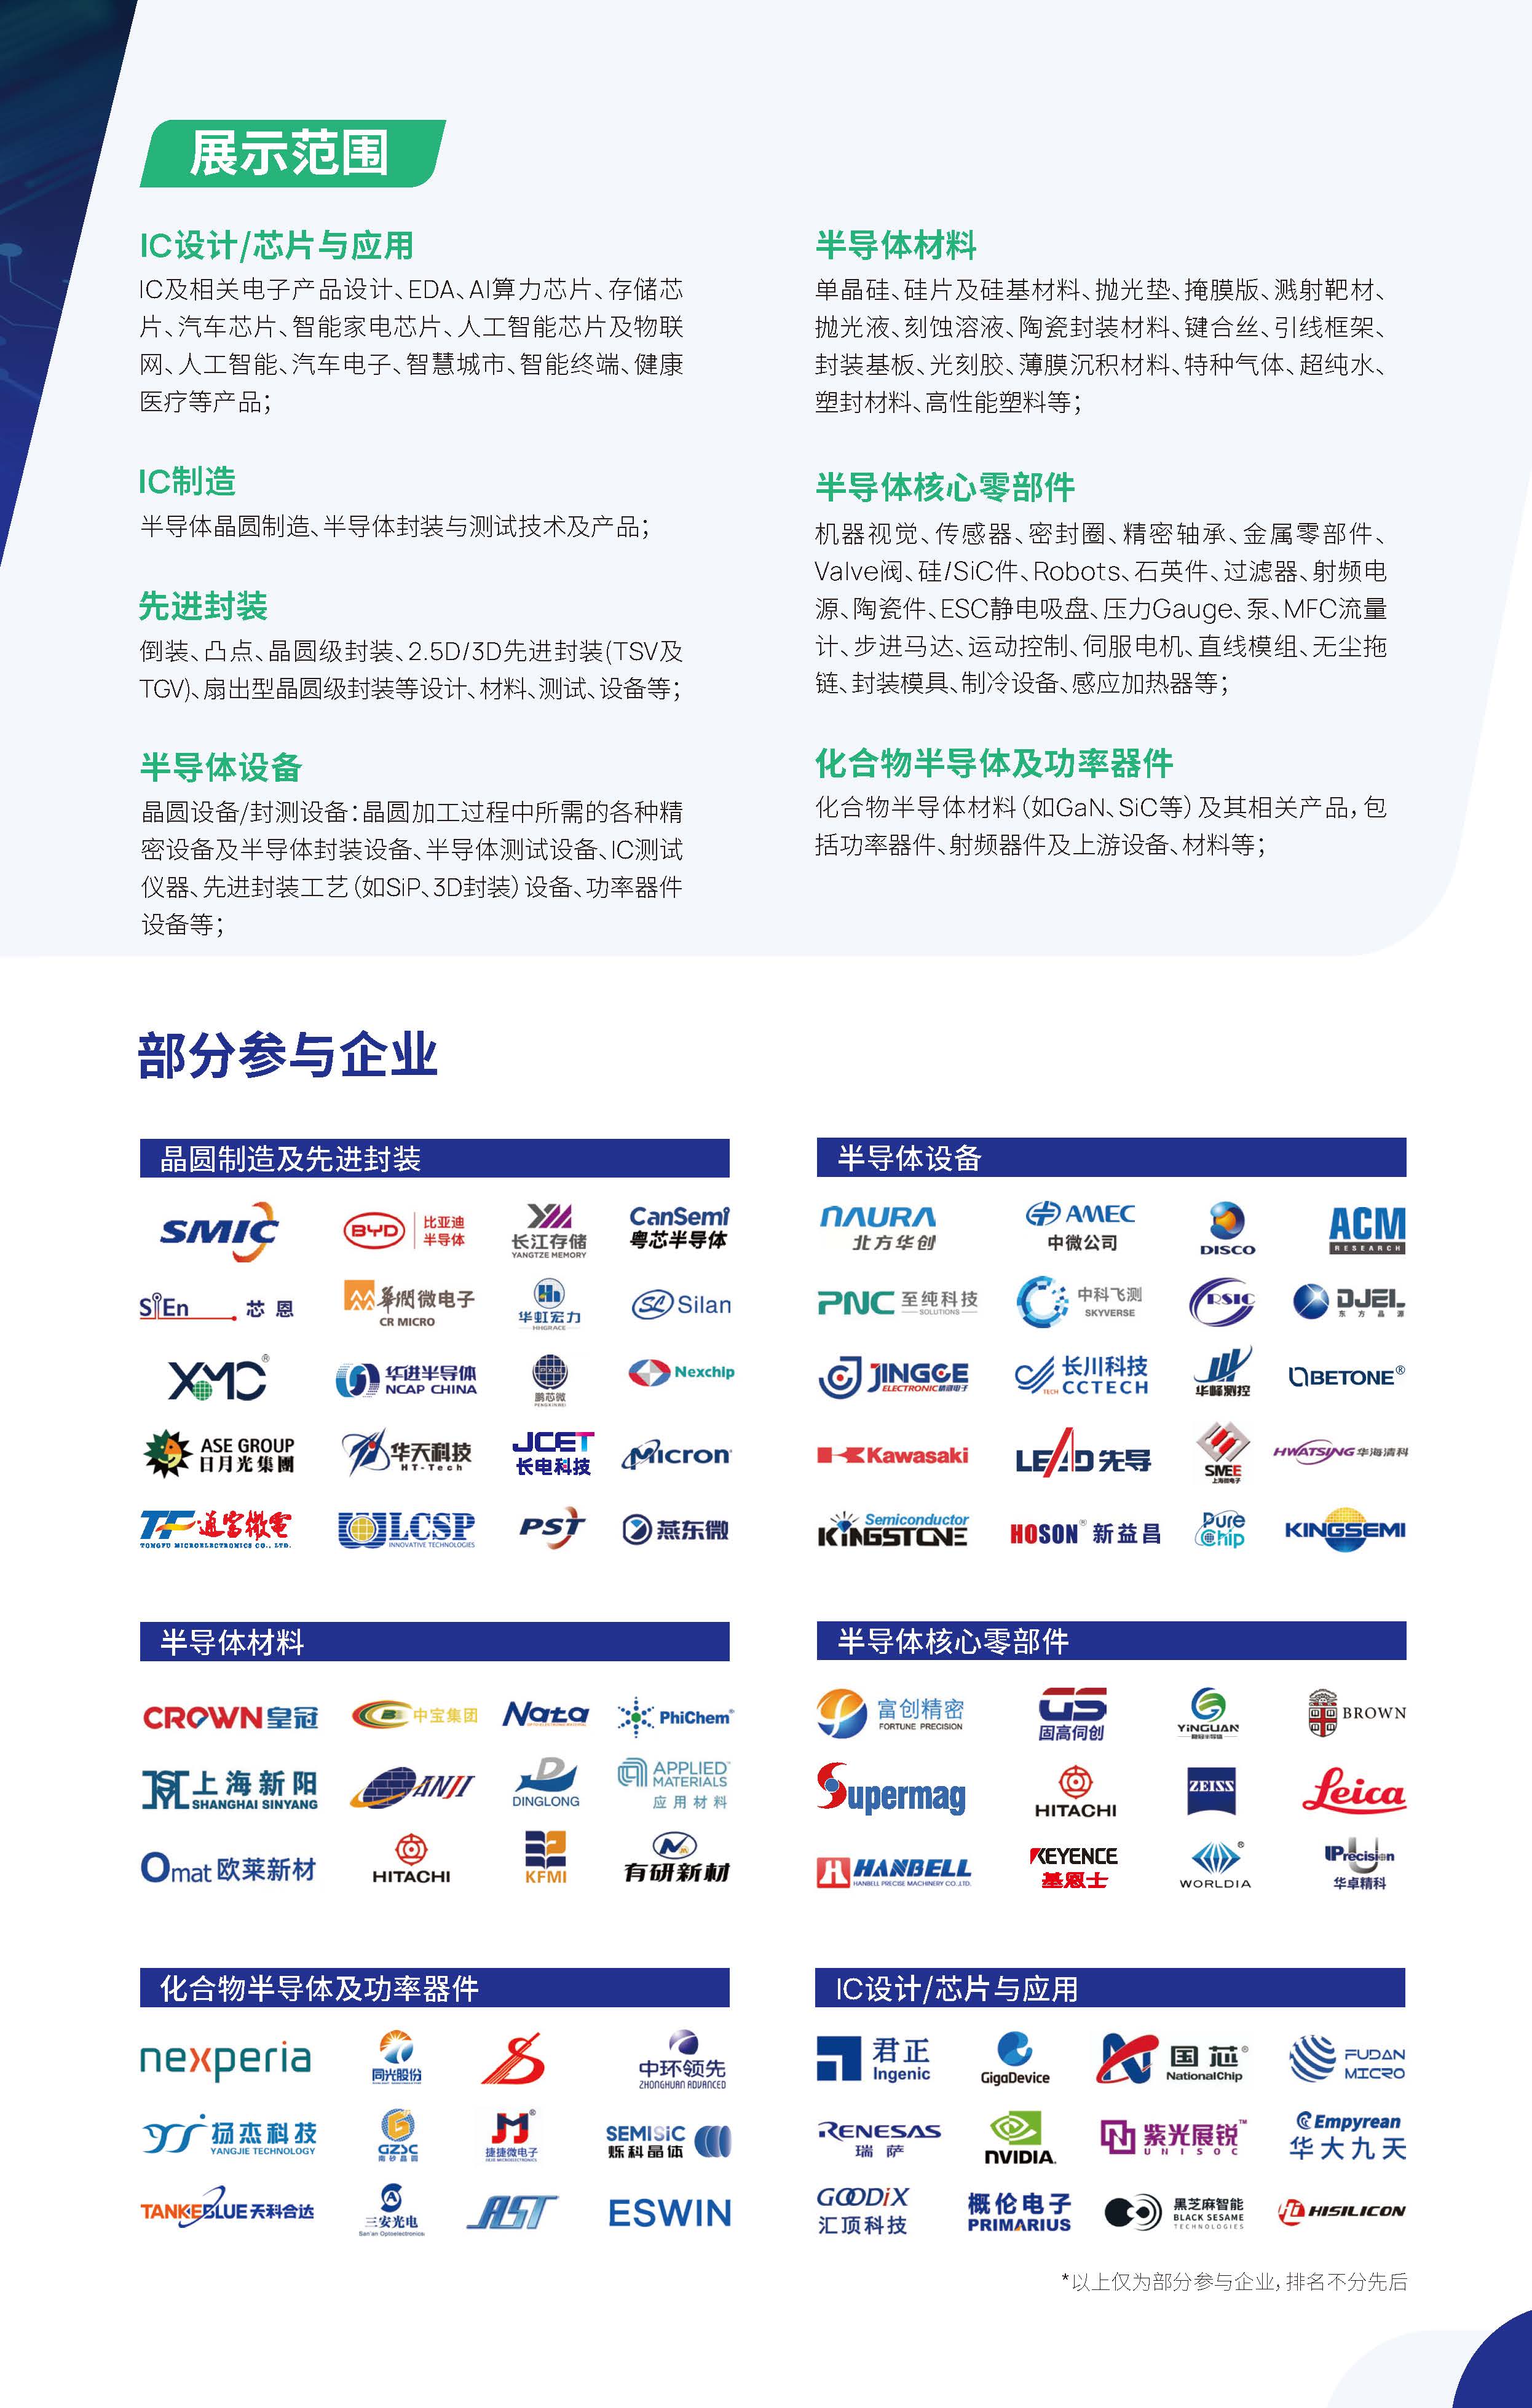 展示范围
IC设计/芯片与应用
IC及相关电子产品设计、EDA、AI算力芯片、存储芯
片、汽车芯片、智能家电芯片、人工智能芯片及物联
网、人工智能、汽车电子、智慧城市、智能终端、健康
医疗等产品；
IC制造
半导体晶圆制造、半导体封装与测试技术及产品；
先进封装
倒装、凸点、晶圆级封装、2.5D/3D先进封装(TSV及
TGV)、扇出型晶圆级封装等设计、材料、测试、设备等；
半导体设备
晶圆设备/封测设备：晶圆加工过程中所需的各种精
密设备及半导体封装设备、半导体测试设备、IC测试
仪器、先进封装工艺（如SiP、3D封装）设备、功率器件
设备等；
半导体材料
单晶硅、硅片及硅基材料、抛光垫、掩膜版、溅射靶材、
抛光液、刻蚀溶液、陶瓷封装材料、键合丝、引线框架、
封装基板、光刻胶、薄膜沉积材料、特种气体、超纯水、
塑封材料、高性能塑料等；
半导体核心零部件
机器视觉、传感器、密封圈、精密轴承、金属零部件、
Valve阀、硅/SiC件、Robots、石英件、过滤器、射频电
源、陶瓷件、ESC静电吸盘、压力Gauge、泵、MFC流量
计、步进马达、运动控制、伺服电机、直线模组、无尘拖
链、封装模具、制冷设备、感应加热器等；
化合物半导体及功率器件
化合物半导体材料（如GaN、SiC等）及其相关产品，包
括功率器件、射频器件及上游设备、材料等；
部分参与企业
晶圆制造及先进封装
SMIC
BYD 比亚迪
半导体
长江存储
YANGTZE MEMORY
CanSemi
粤芯半导体
SiEn 芯恩
華潤微电子
CR MICRO
华虹宏力
HHGRACE
SL Silan
XMC®
华进半导体
NCAP CHINA
鹏芯微
PENGXINWEI
Nexchip
ASE GROUP
日月光集團
华天科技
HT-Tech
JCET
长电科技
Micron
TF 通富微電
TONGFU MICROELECTRONICS CO., LTD.
LCSP
INNOVATIVE TECHNOLOGIES
PST
燕东微
半导体设备
NAURA
北方华创
AMEC
中微公司
DISCO
ACM
RESEARCH
PNC 至纯科技
SOLUTIONS
中科飞测
SKYVERSE
RSIC
DJEL
东方晶源
JINGCE
ELECTRONIC 精测电子
长川科技
TECH CCTECH
华峰测控
BETONE®
Kawasaki
LEAD 先导
SMEE
上海微电子
HWATSING 华海清科
Semiconductor
KINGSTONE
HOSON® 新益昌
Pure
Chip
KINGSEMI
半导体材料
CROWN 皇冠
CB 中宝集团
Nata
PhiChem®
上海新阳
SHANGHAI SINYANG
ANJI
DINGLONG
APPLIED
MATERIALS
应用材料
Omat 欧莱新材
HITACHI
KFMI
有研新材
半导体核心零部件
富创精密
FORTUNE PRECISION
GS
固高伺创
YINGUAN
BROWN
Supermag
HITACHI
ZEISS
Leica
HANBELL
HANBELL PRECISE MACHINERY CO.,LTD.
KEYENCE
基恩士
WORLDIA
Precision
华卓精科
化合物半导体及功率器件
nexperia
同光股份
中环领先
ZHONGHUAN ADVANCED
扬杰科技
YANGJIE TECHNOLOGY
GZSC
南砂晶圆
捷捷微电子
SEMISiC
烁科晶体
TANKEBLUE 天科合达
三安光电
San'an Optoelectronics
AST
ESWIN
IC设计/芯片与应用
君正
Ingenic
GigaDevice
国芯®
NationalChip
FUDAN
MICRO
RENESAS
瑞萨
NVIDIA.
紫光展锐™
UNISOC
Empyrean
华大九天
GOODiX
汇顶科技
概伦电子
PRIMARIUS
黑芝麻智能
BLACK SESAME
TECHNOLOGIES
HISILICON
*以上仅为部分参与企业，排名不分先后